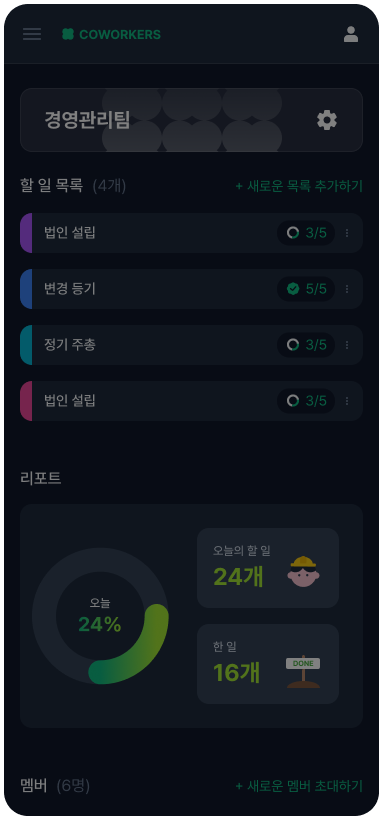 COWORKERS
경영관리팀
할 일 목록 (4개) + 새로운 목록 추가하기
법인 설립 3/5
변경 등기 5/5
정기 주총 3/5
법인 설립 3/5
리포트
오늘
24%
오늘의 할 일
24개
한 일
16개
DONE
멤버 (6명) + 새로운 멤버 초대하기